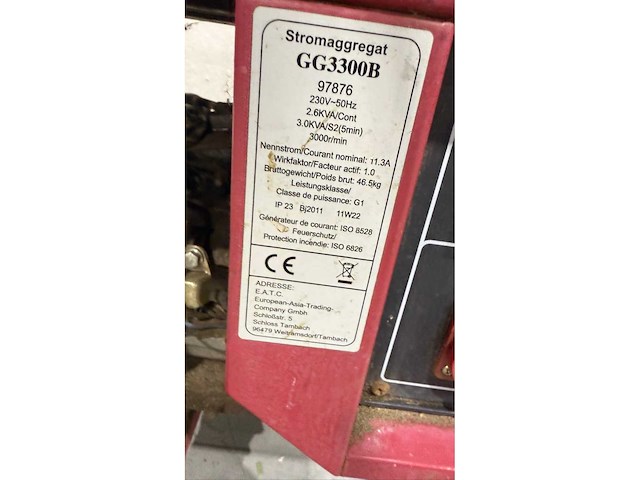 Stromaggregat
GG3300B
97876
230V~50Hz
2.6KVA/Cont
3.0KVA/S2(5min)
3000r/min
Nennstrom/Courant nominal: 11.3A
Wirkfaktor/Facteur actif: 1.0
Bruttogewicht/Poids brut: 46.5kg
Leistungsklasse/
Classe de puissance: G1
IP 23 Bj2011 11W22
Générateur de courant: ISO 8528
Feuerschutz/
Protection incendie: ISO 6826
CE
ADRESSE:
E.A.T.C.
European-Asia-Trading-
Company Gmbh
Schloßstr. 5
Schloss Tambach
96479 Weitramsdorf/Tambach